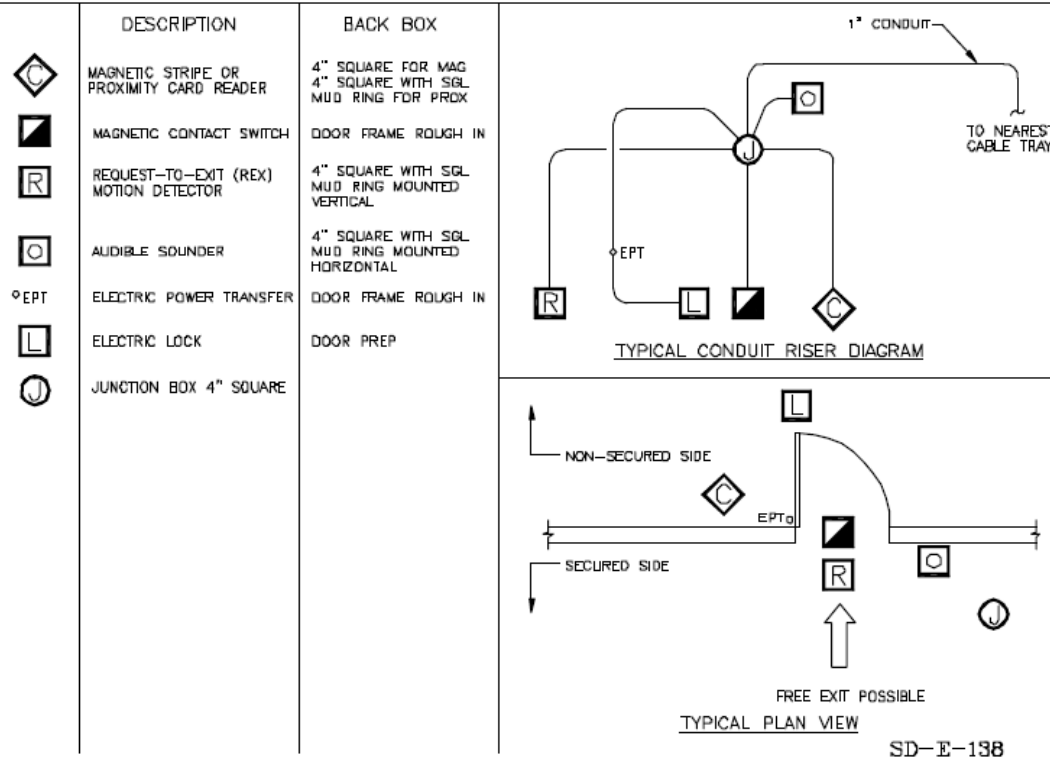 DESCRIPTION
BACK BOX
C
MAGNETIC STRIPE OR
PROXIMITY CARD READER
4" SQUARE FOR MAG
4" SQUARE WITH SGL
MUD RING FOR PROX
MAGNETIC CONTACT SWITCH
DOOR FRAME ROUGH IN
R
REQUEST-TO-EXIT (REX)
MOTION DETECTOR
4" SQUARE WITH SGL
MUD RING MOUNTED
VERTICAL
AUDIBLE SOUNDER
4" SQUARE WITH SGL
MUD RING MOUNTED
HORIZONTAL
EPT
ELECTRIC POWER TRANSFER
DOOR FRAME ROUGH IN
L
ELECTRIC LOCK
DOOR PREP
J
JUNCTION BOX 4" SQUARE
1" CONDUIT
J
TO NEAREST
CABLE TRAY
EPT
R
L
C
TYPICAL CONDUIT RISER DIAGRAM
L
NON-SECURED SIDE
C
EPT
SECURED SIDE
R
J
FREE EXIT POSSIBLE
TYPICAL PLAN VIEW
SD-E-138